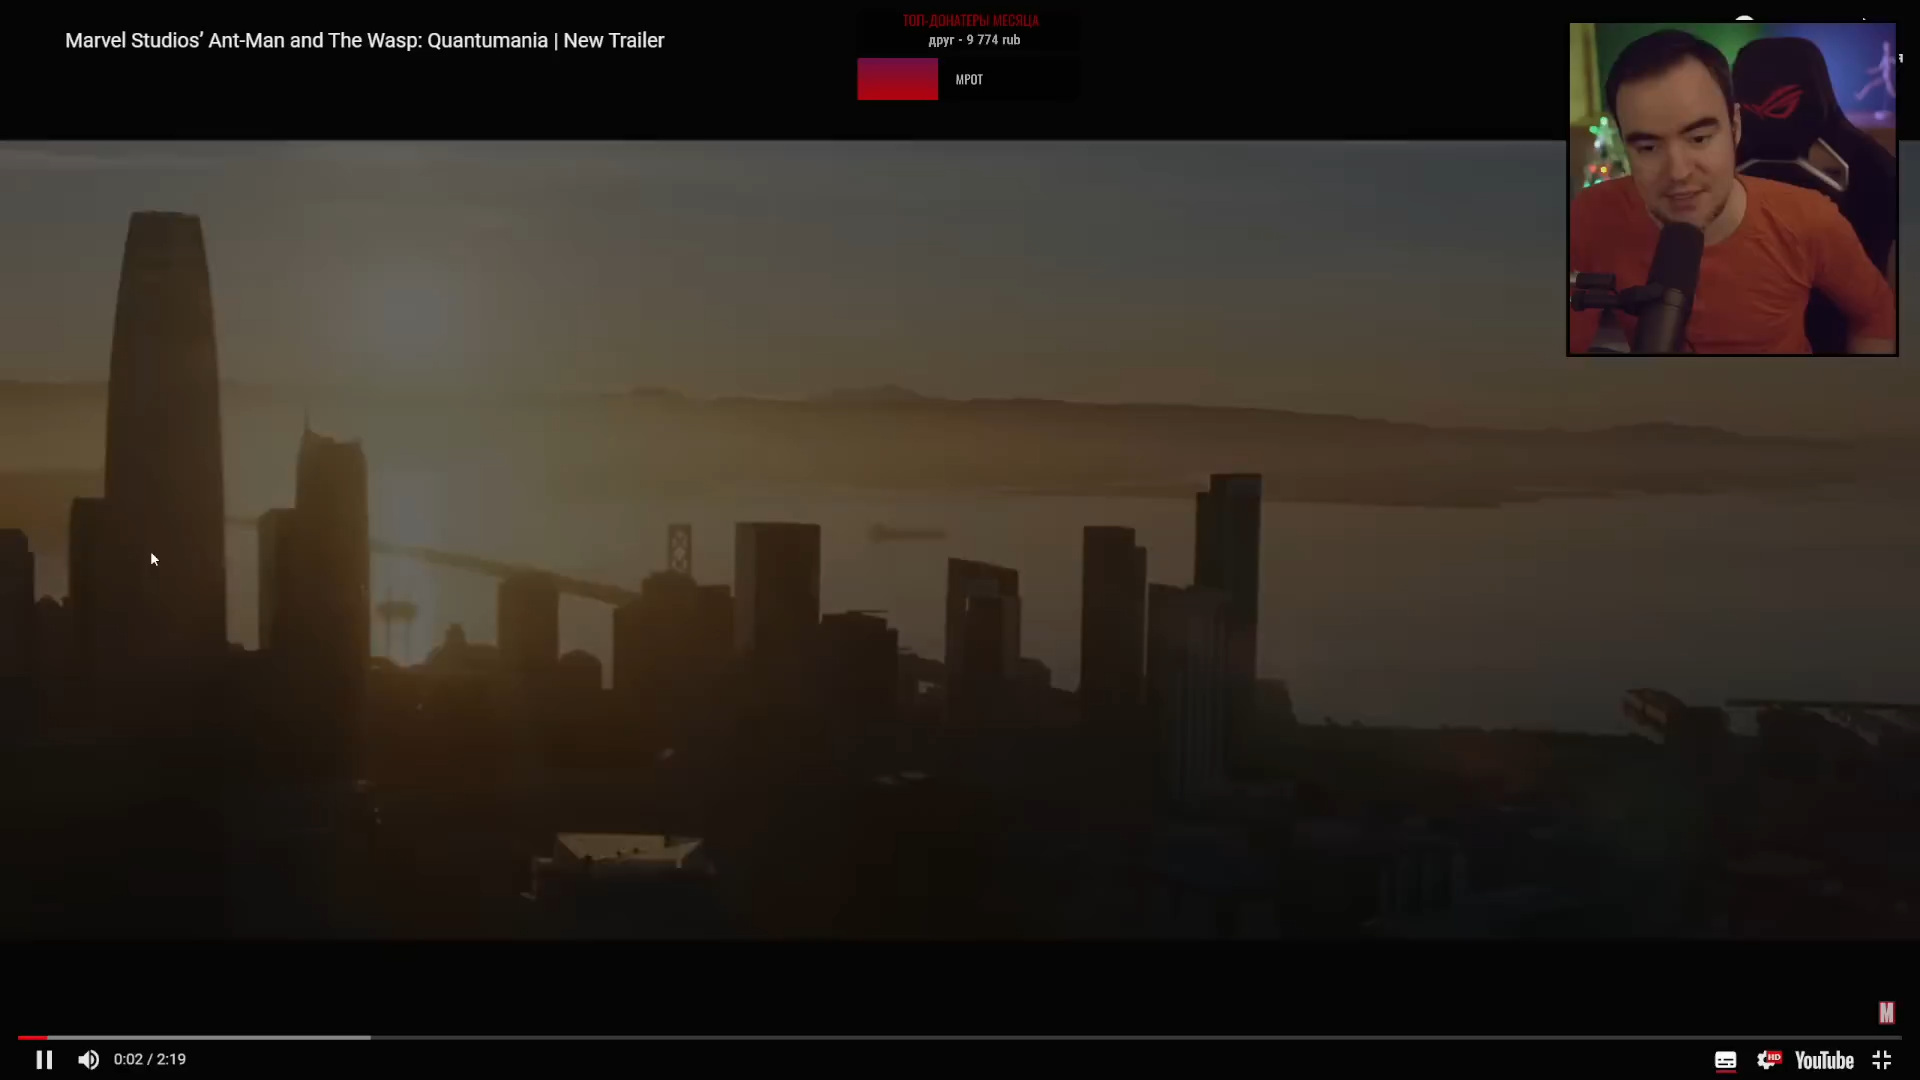 Marvel Studios’ Ant-Man and The Wasp: Quantumania | New Trailer
ТОП-ДОНАТЕРЫ МЕСЯЦА
друг - 9 774 rub
МРОТ
M
0:02 / 2:19
HD
YouTube